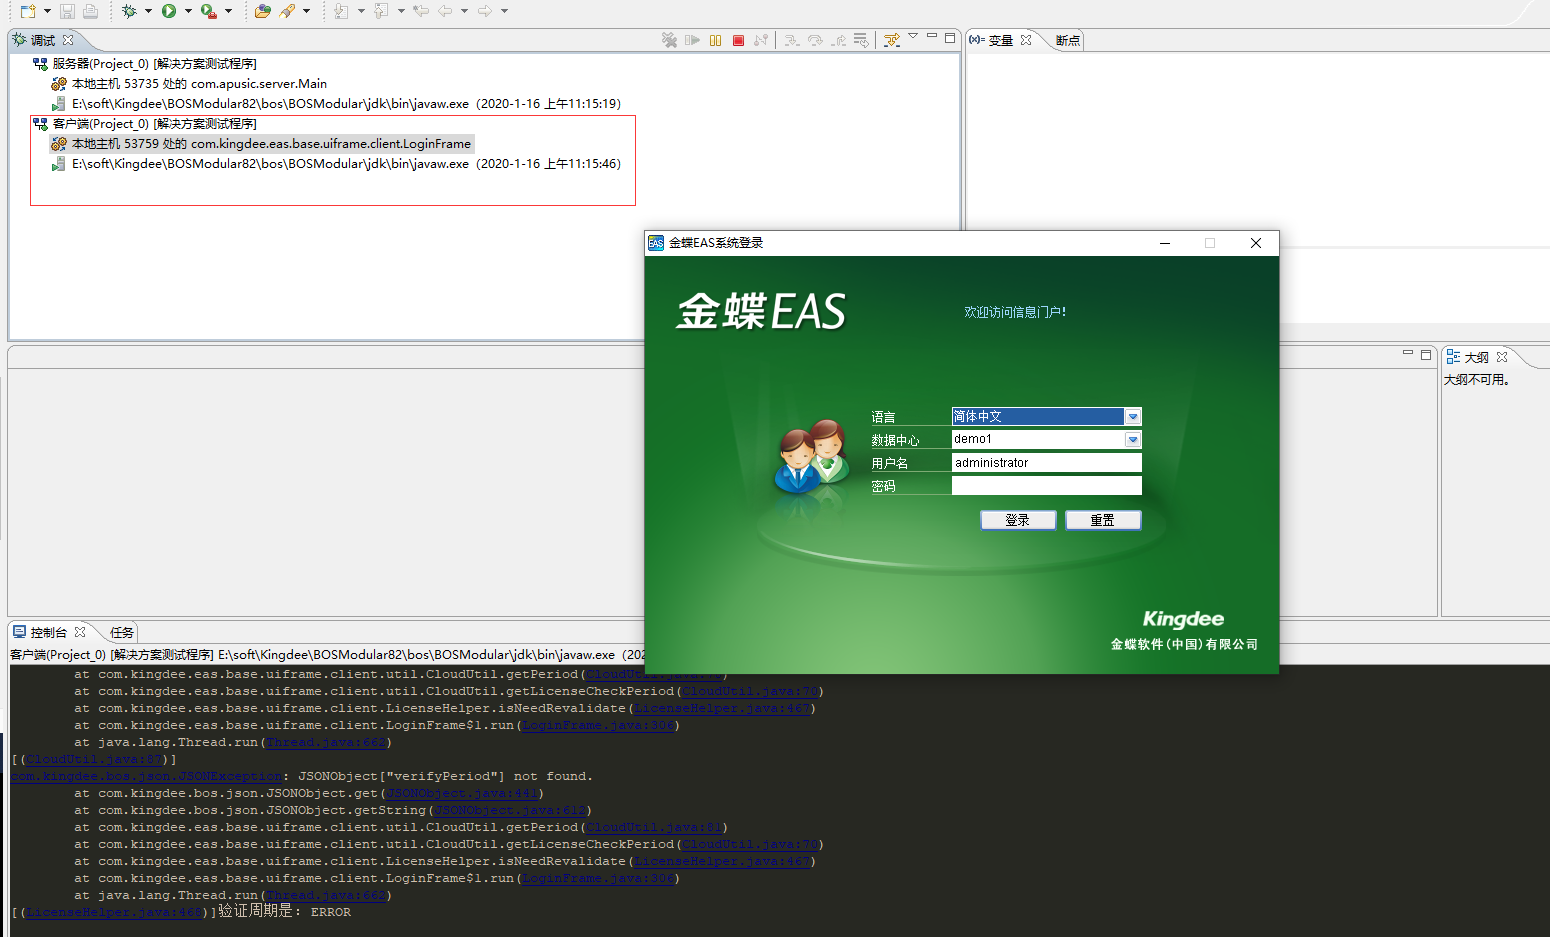 调试
变量
断点
服务器(Project_0) [解决方案测试程序]
本地主机 53735 处的 com.apusic.server.Main
E:\soft\Kingdee\BOSModular82\bos\BOSModular\jdk\bin\javaw.exe（2020-1-16 上午11:15:19）
客户端(Project_0) [解决方案测试程序]
本地主机 53759 处的 com.kingdee.eas.base.uiframe.client.LoginFrame
E:\soft\Kingdee\BOSModular82\bos\BOSModular\jdk\bin\javaw.exe（2020-1-16 上午11:15:46）
EAS 金蝶EAS系统登录
金蝶EAS
欢迎访问信息门户！
语言 简体中文
数据中心 demo1
用户名 administrator
密码
登录 重置
Kingdee
金蝶软件(中国)有限公司
大纲
大纲不可用。
控制台
任务
客户端(Project_0) [解决方案测试程序] E:\soft\Kingdee\BOSModular82\bos\BOSModular\jdk\bin\javaw.exe（202
at com.kingdee.eas.base.uiframe.client.util.CloudUtil.getPeriod(
at com.kingdee.eas.base.uiframe.client.util.CloudUtil.getLicenseCheckPeriod(CloudUtil.java:70)
at com.kingdee.eas.base.uiframe.client.LicenseHelper.isNeedRevalidate(LicenseHelper.java:467)
at com.kingdee.eas.base.uiframe.client.LoginFrame$1.run(LoginFrame.java:306)
at java.lang.Thread.run(Thread.java:662)
[(CloudUtil.java:87)]
com.kingdee.bos.json.JSONException: JSONObject["verifyPeriod"] not found.
at com.kingdee.bos.json.JSONObject.get(JSONObject.java:441)
at com.kingdee.bos.json.JSONObject.getString(JSONObject.java:612)
at com.kingdee.eas.base.uiframe.client.util.CloudUtil.getPeriod(CloudUtil.java:81)
at com.kingdee.eas.base.uiframe.client.util.CloudUtil.getLicenseCheckPeriod(CloudUtil.java:70)
at com.kingdee.eas.base.uiframe.client.LicenseHelper.isNeedRevalidate(LicenseHelper.java:467)
at com.kingdee.eas.base.uiframe.client.LoginFrame$1.run(LoginFrame.java:306)
at java.lang.Thread.run(Thread.java:662)
[(LicenseHelper.java:468)]验证周期是: ERROR